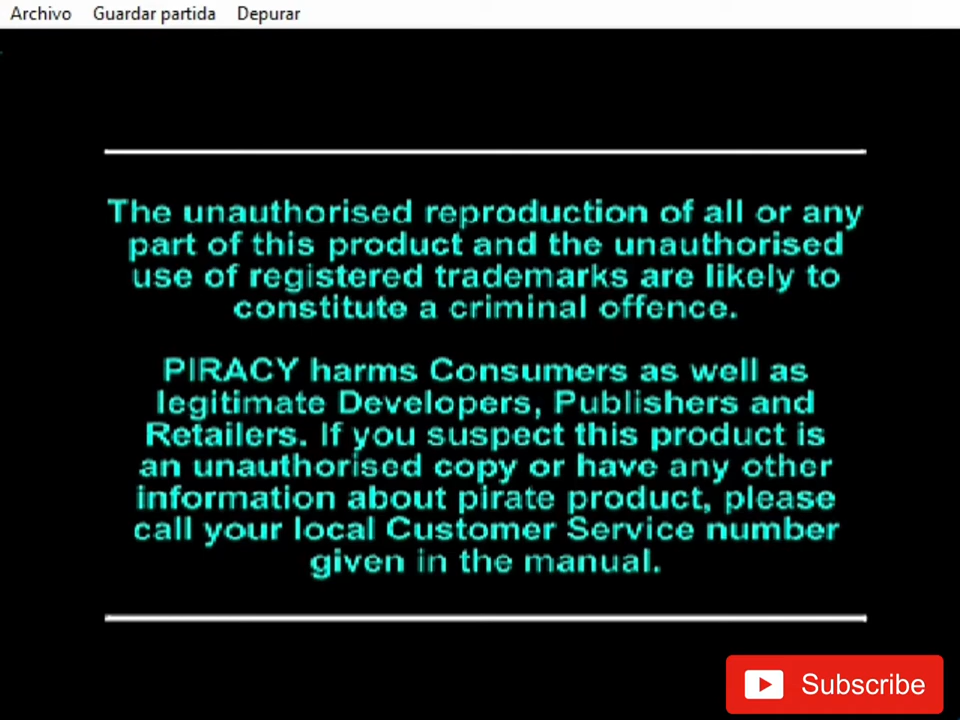 Archivo Guardar partida Depurar
The unauthorised reproduction of all or any
part of this product and the unauthorised
use of registered trademarks are likely to
constitute a criminal offence.
PIRACY harms Consumers as well as
legitimate Developers, Publishers and
Retailers. If you suspect this product is
an unauthorised copy or have any other
information about pirate product, please
call your local Customer Service number
given in the manual.
Subscribe